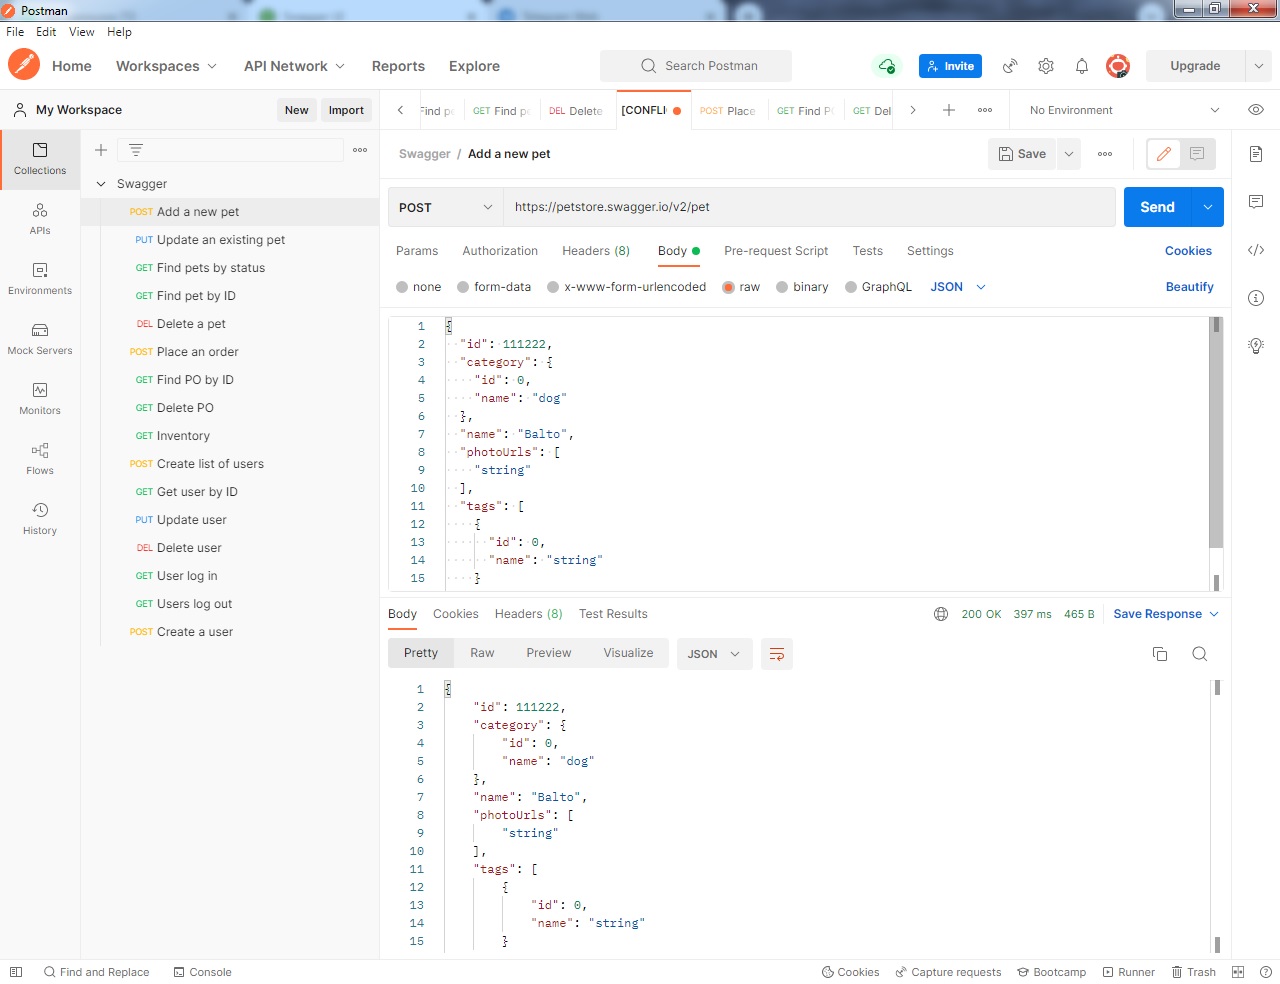 Postman
File Edit View Help
Home Workspaces API Network Reports Explore Search Postman Invite Upgrade
My Workspace New Import
Find pe GET Find pe DEL Delete [CONFLI POST Place GET Find P GET Del No Environment
Collections
APIs
Environments
Mock Servers
Monitors
Flows
History
Swagger
POST Add a new pet
PUT Update an existing pet
GET Find pets by status
GET Find pet by ID
DEL Delete a pet
POST Place an order
GET Find PO by ID
GET Delete PO
GET Inventory
POST Create list of users
GET Get user by ID
PUT Update user
DEL Delete user
GET User log in
GET Users log out
POST Create a user
Swagger / Add a new pet Save
POST https://petstore.swagger.io/v2/pet Send
Params Authorization Headers (8) Body Pre-request Script Tests Settings Cookies
none form-data x-www-form-urlencoded raw binary GraphQL JSON Beautify
1 {
2 "id": 111222,
3 "category": {
4 "id": 0,
5 "name": "dog"
6 },
7 "name": "Balto",
8 "photoUrls": [
9 "string"
10 ],
11 "tags": [
12 {
13 "id": 0,
14 "name": "string"
15 }
Body Cookies Headers (8) Test Results 200 OK 397 ms 465 B Save Response
Pretty Raw Preview Visualize JSON
1 {
2 "id": 111222,
3 "category": {
4 "id": 0,
5 "name": "dog"
6 },
7 "name": "Balto",
8 "photoUrls": [
9 "string"
10 ],
11 "tags": [
12 {
13 "id": 0,
14 "name": "string"
15 }
Find and Replace Console Cookies Capture requests Bootcamp Runner Trash